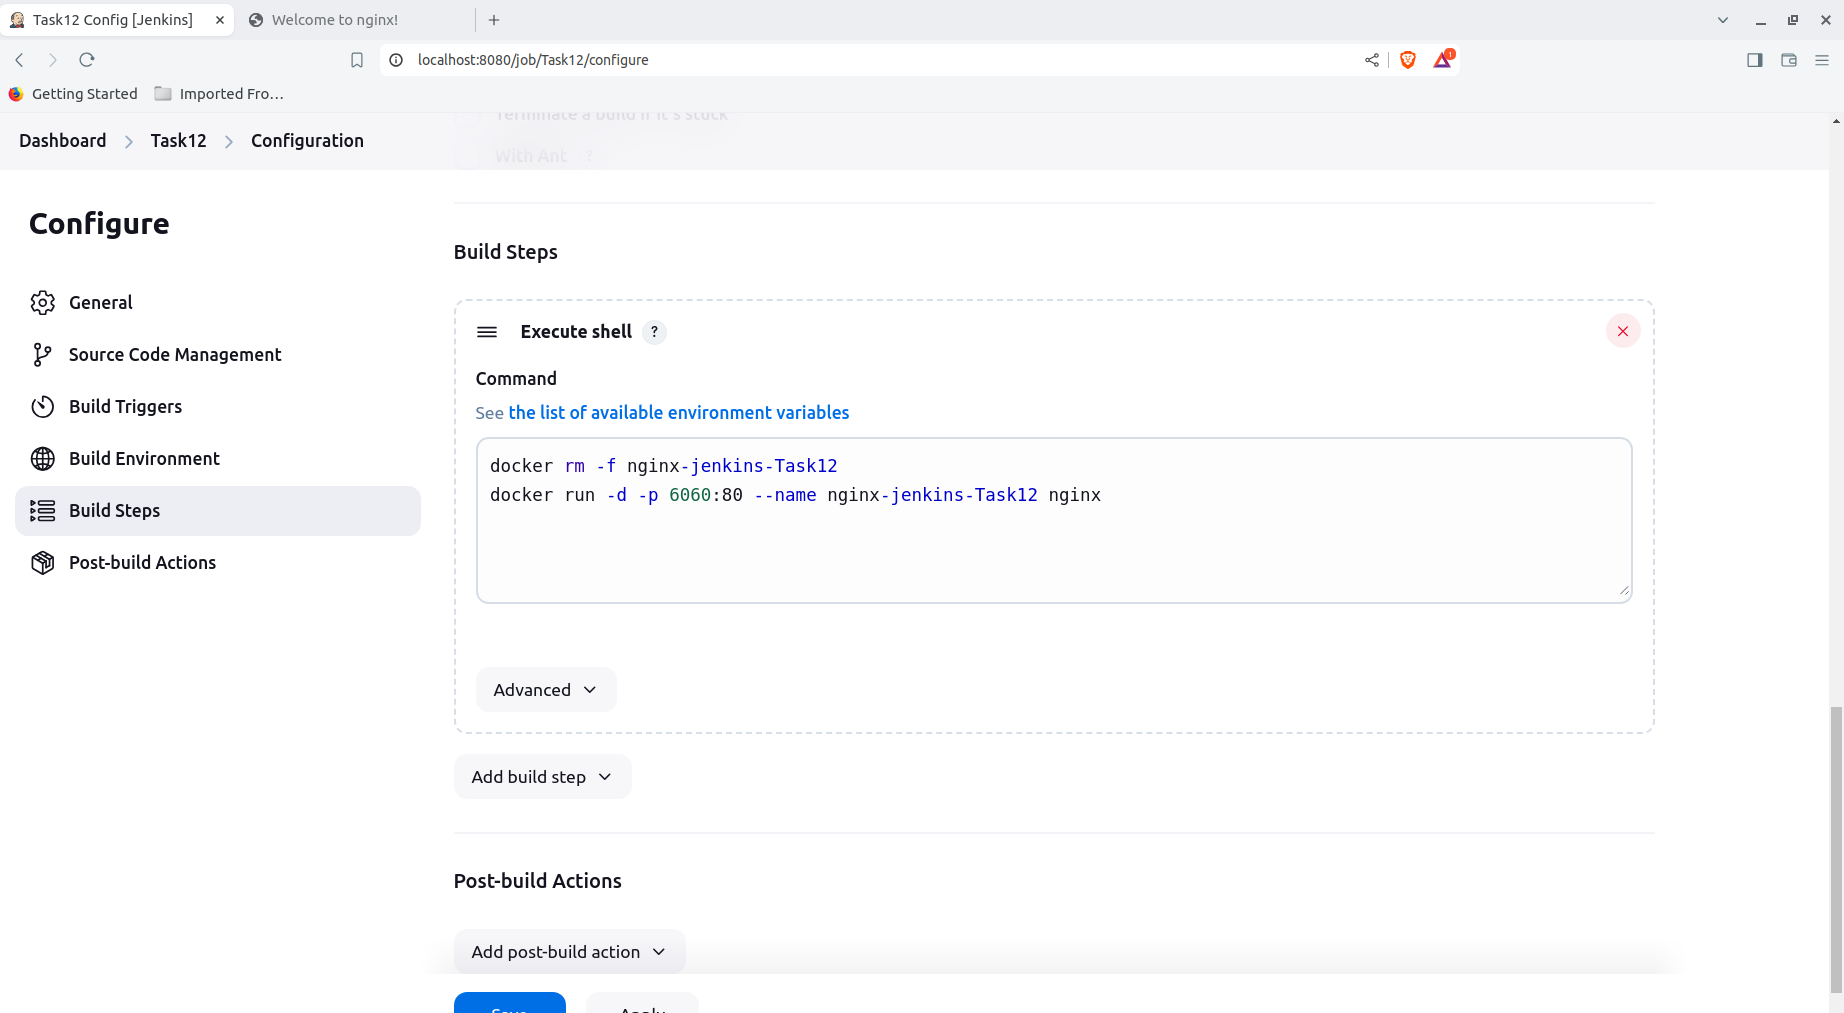 Task12 Config [Jenkins]
Welcome to nginx!
localhost:8080/job/Task12/configure
1
Getting Started
Imported Fro...
Terminate a build if it's stuck
Dashboard
Task12
Configuration
With Ant ?
Configure
General
Source Code Management
Build Triggers
Build Environment
Build Steps
Post-build Actions
Build Steps
Execute shell ?
Command
See the list of available environment variables
docker rm -f nginx-jenkins-Task12
docker run -d -p 6060:80 --name nginx-jenkins-Task12 nginx
Advanced
Add build step
Post-build Actions
Add post-build action
Save
Apply